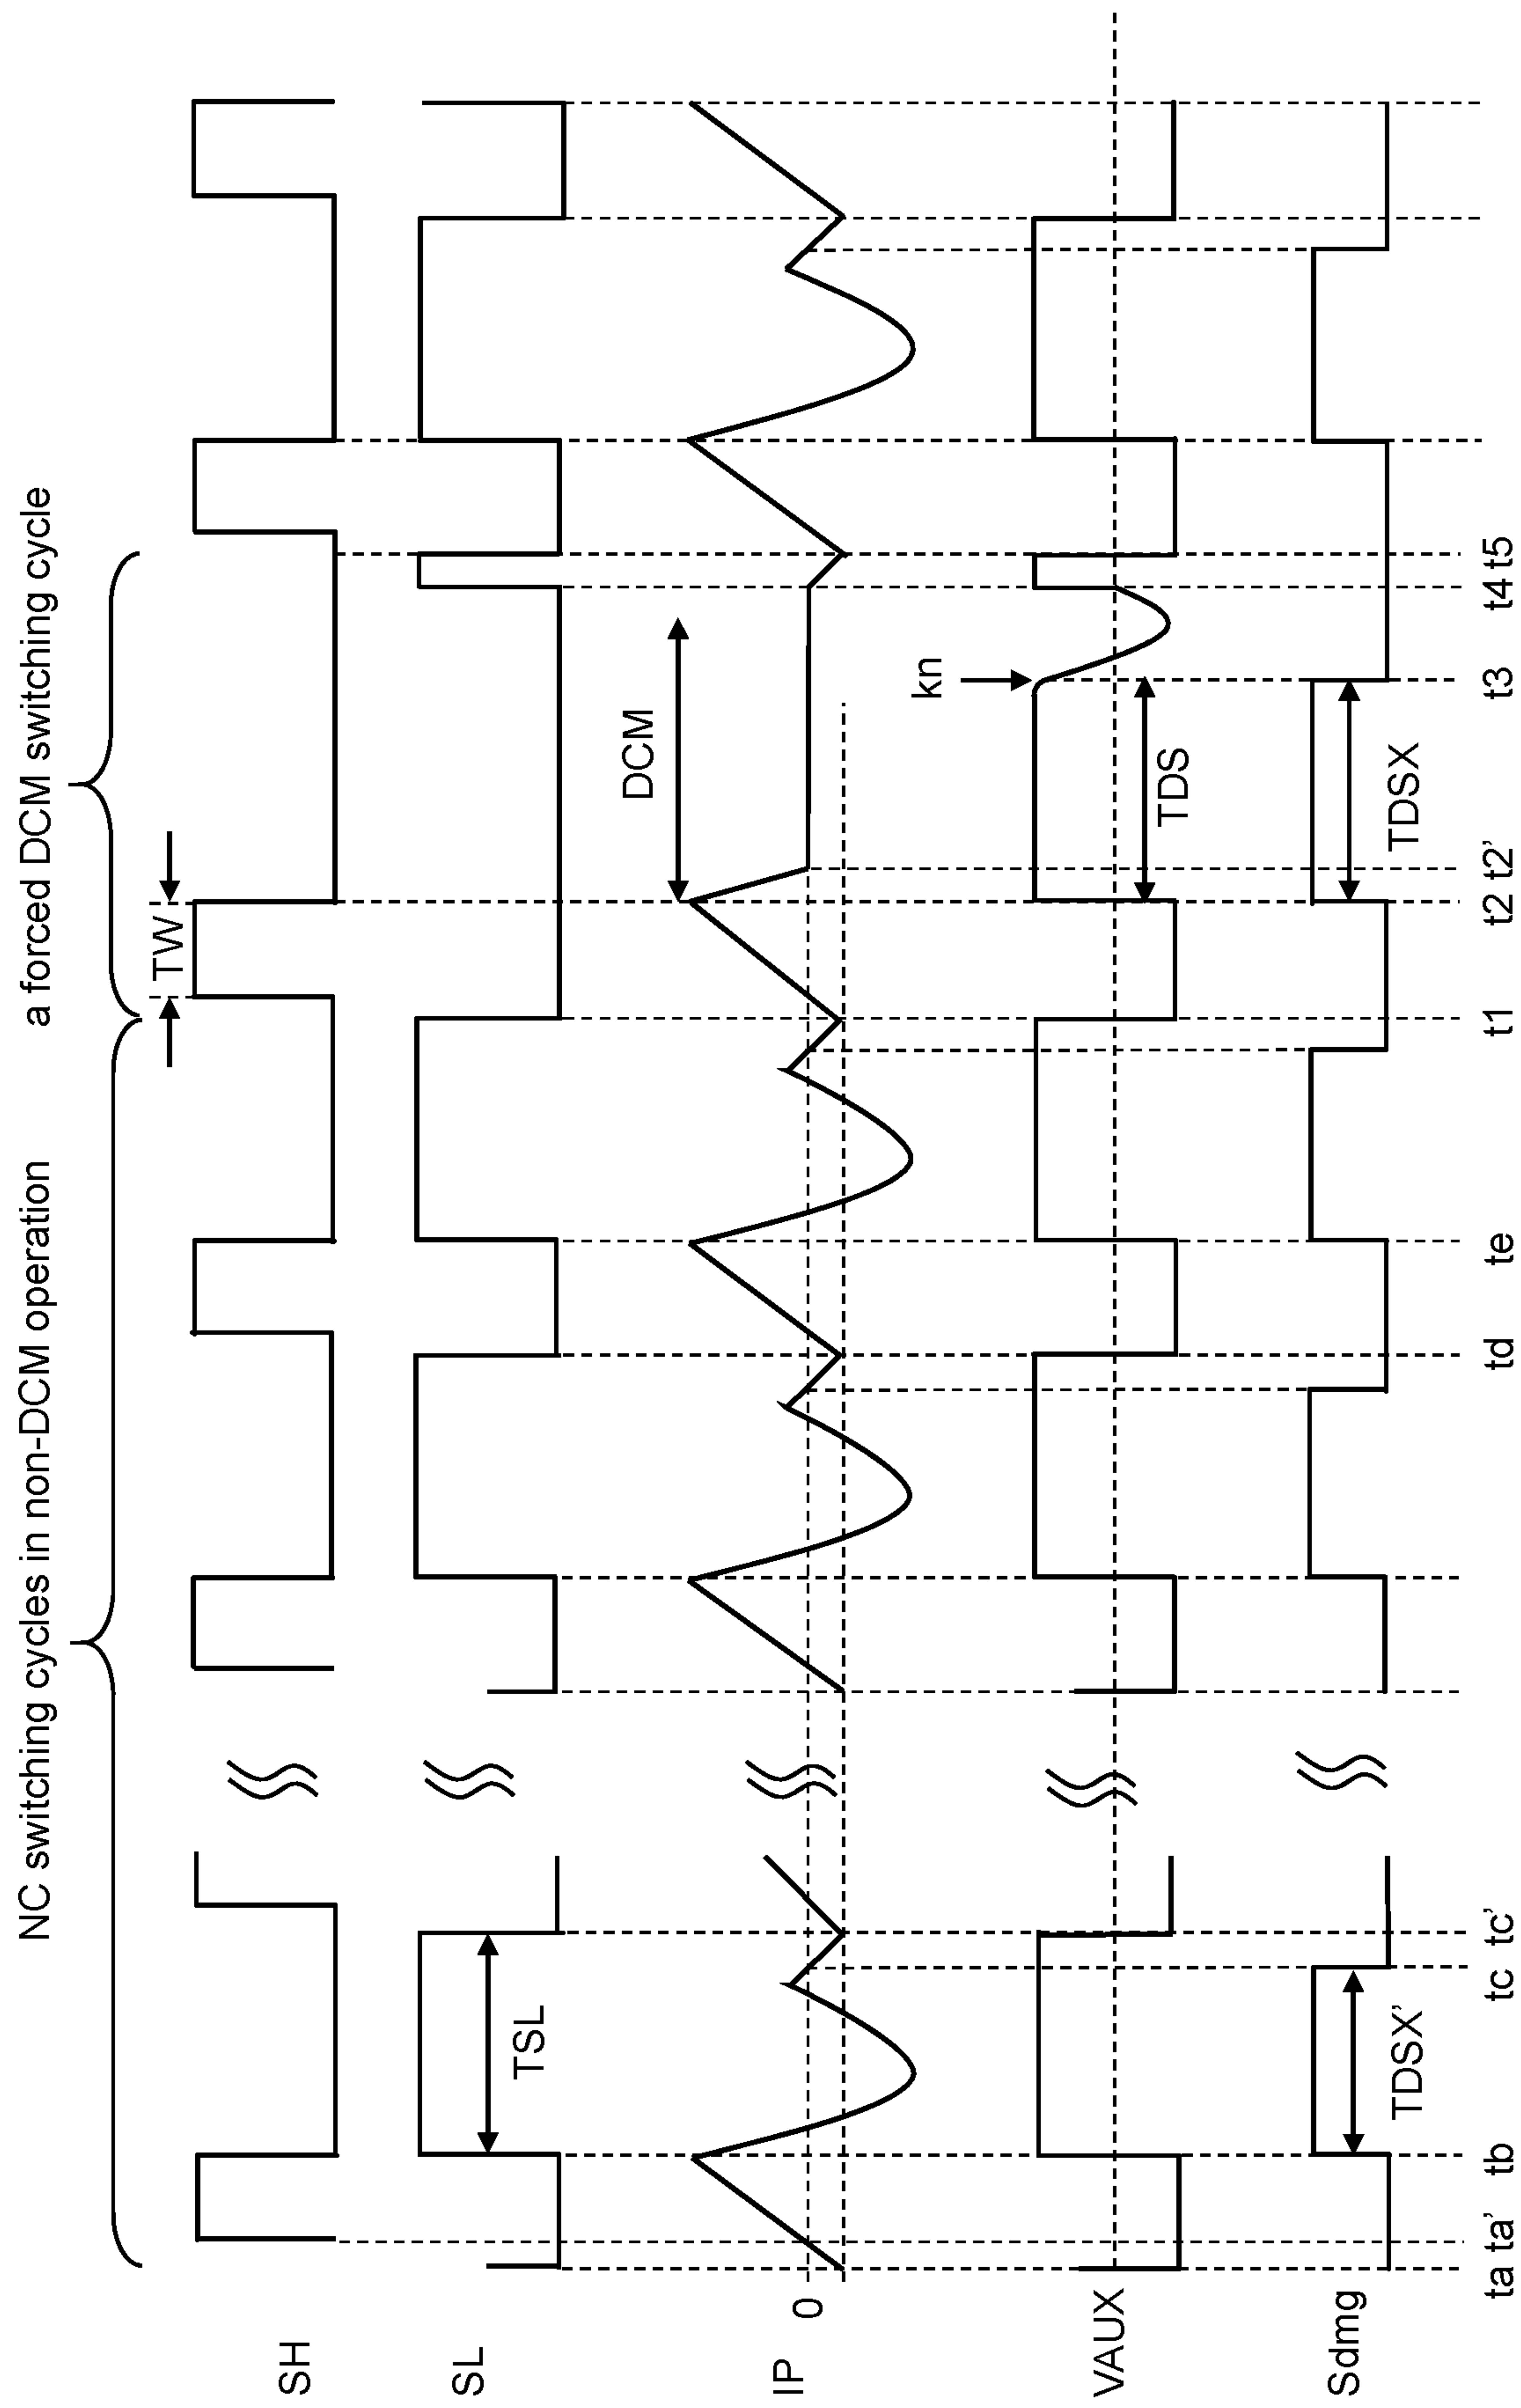 NC switching cycles in non-DCM operation
a forced DCM switching cycle
SH
TW
SL
TSL
IP
0
DCM
VAUX
kn
TDS
Sdmg
TDSX’
TDSX
ta ta’ tb tc tc’ td te t1 t2 t2’ t3 t4 t5